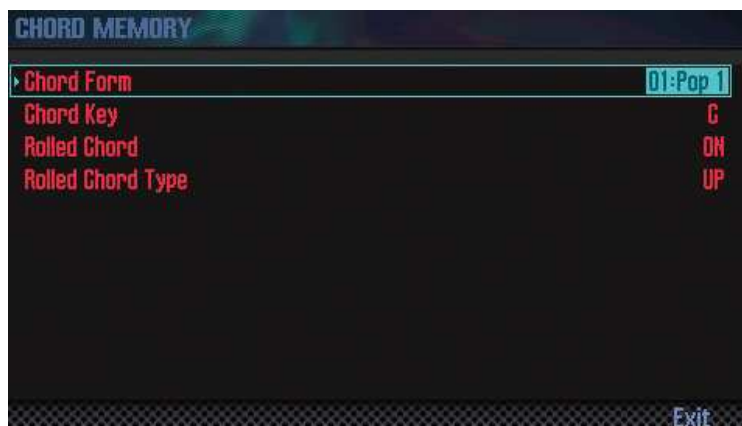 CHORD MEMORY
Chord Form 01:Pop 1
Chord Key C
Rolled Chord ON
Rolled Chord Type UP
Exit